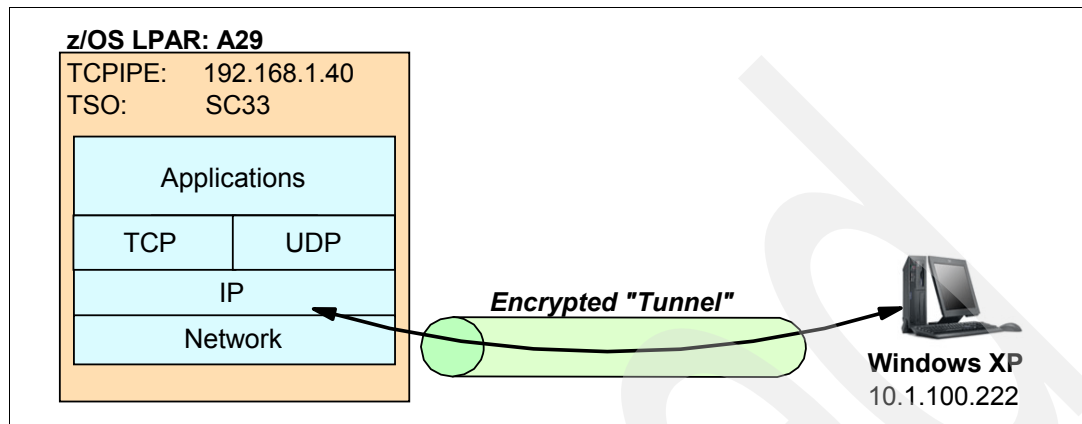 z/OS LPAR: A29
TCPIPE: 192.168.1.40
TSO: SC33
Applications
TCP
UDP
IP
Network
Encrypted "Tunnel"
Windows XP
10.1.100.222